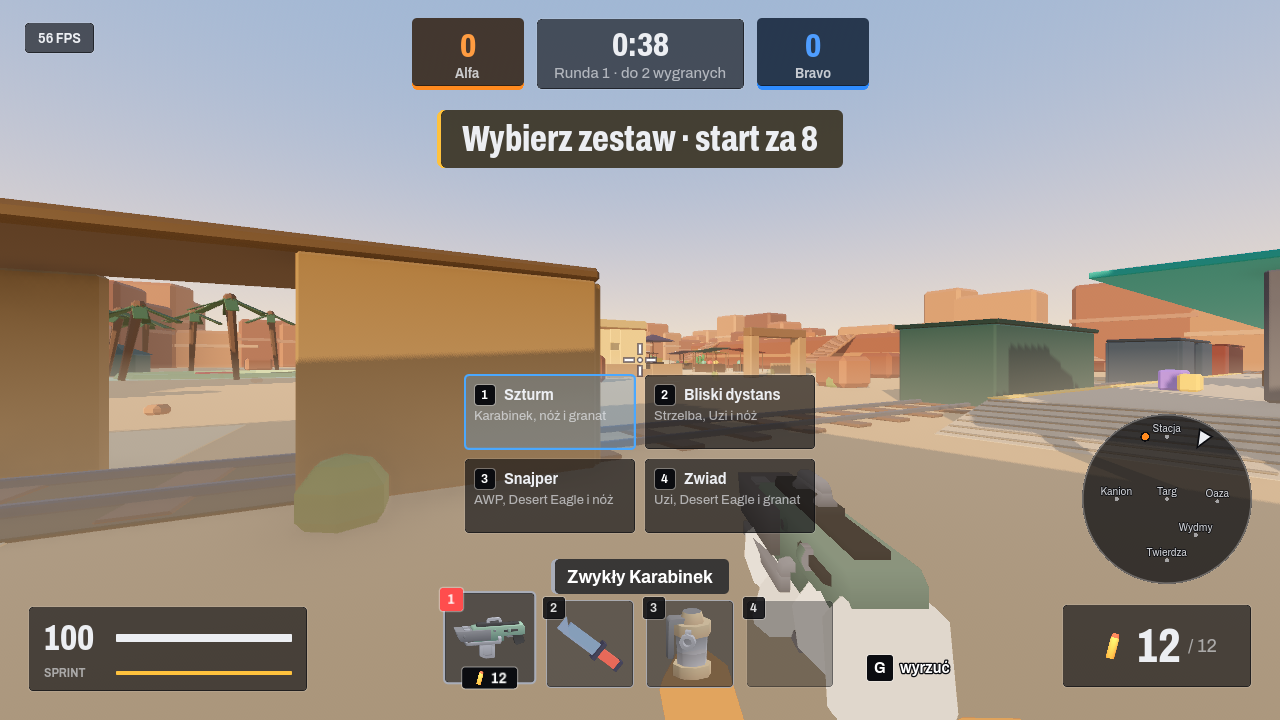 56 FPS
0
Alfa
0:38
Runda 1 · do 2 wygranych
0
Bravo
Wybierz zestaw · start za 8
1 Szturm
Karabinek, nóż i granat
2 Bliski dystans
Strzelba, Uzi i nóż
3 Snajper
AWP, Desert Eagle i nóż
4 Zwiad
Uzi, Desert Eagle i granat
Stacja
Kanion
Targ
Oaza
Wydmy
Twierdza
Zwykły Karabinek
1
12
2
3
4
G wyrzuć
100
SPRINT
12 / 12